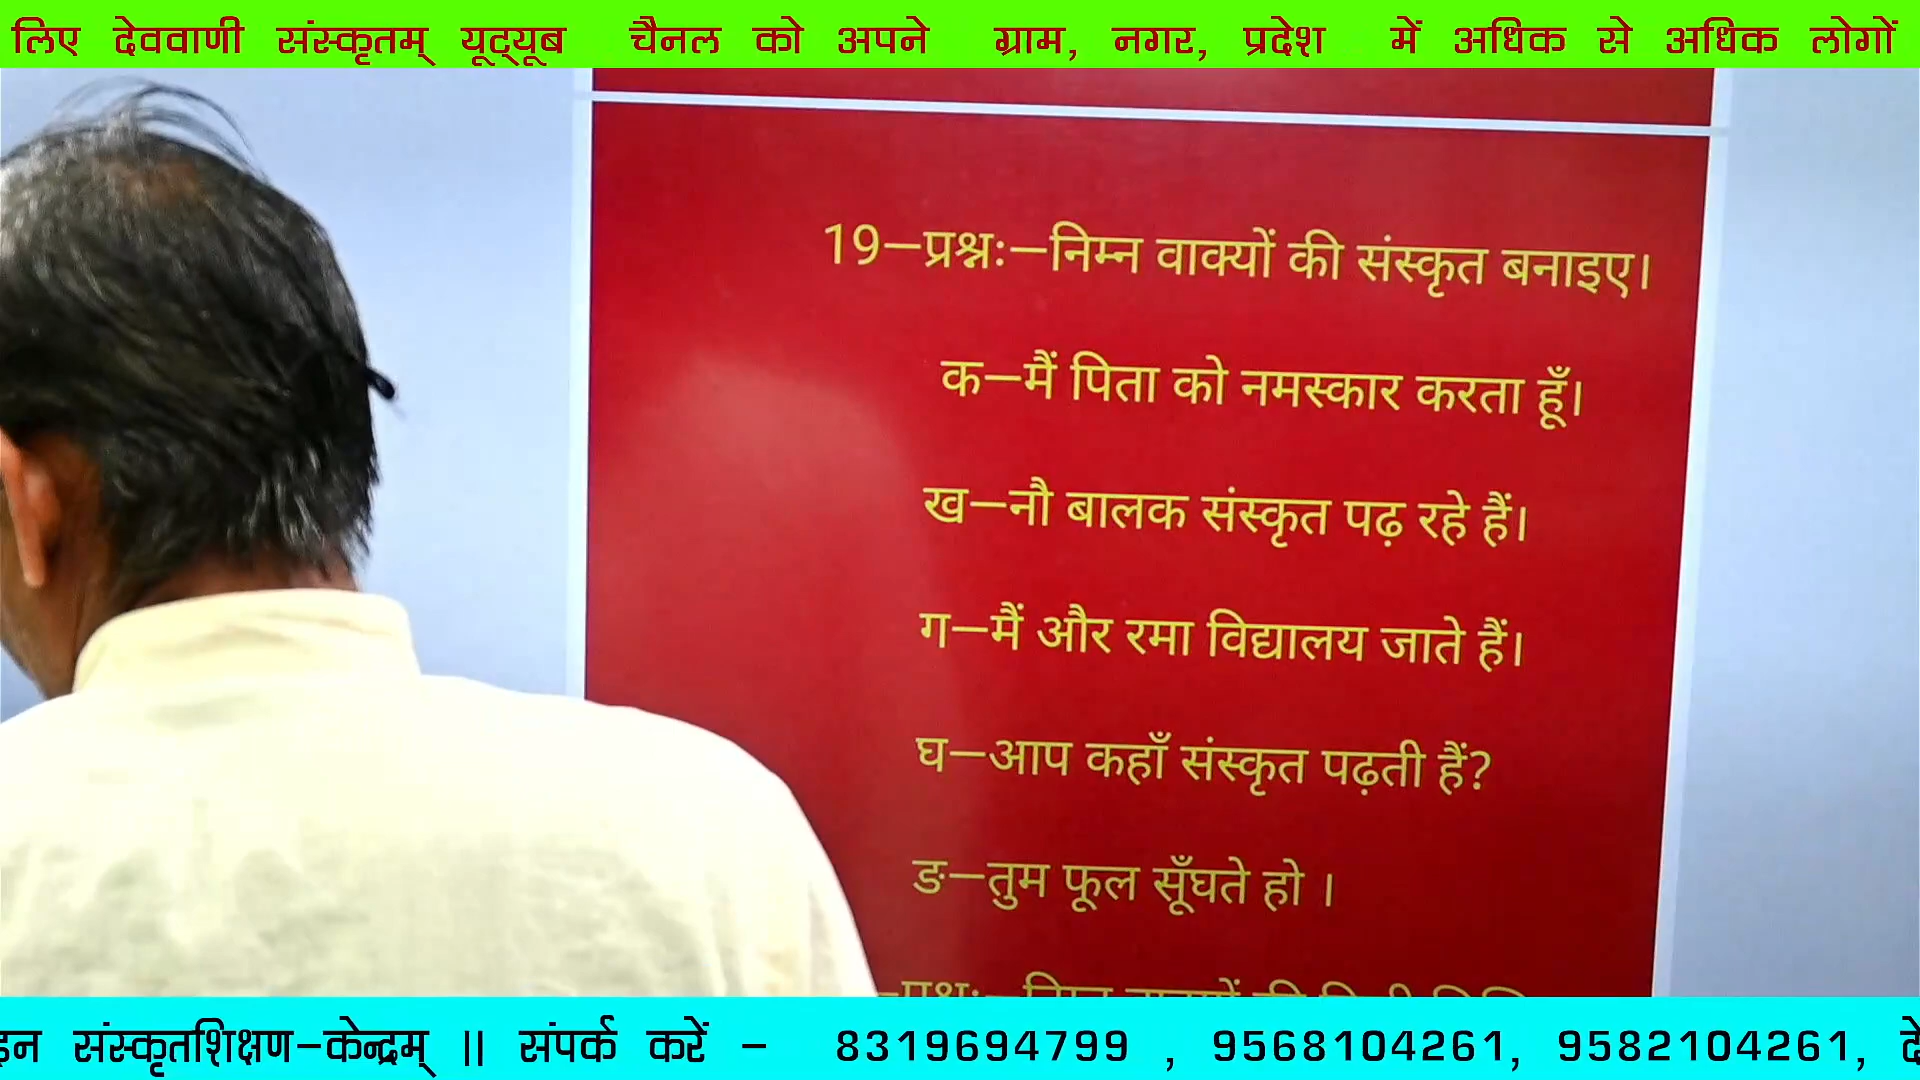 लिए देववाणी संस्कृतम् यूट्यूब चैनल को अपने ग्राम, नगर, प्रदेश में अधिक से अधिक लोगों
19–प्रश्नः–निम्न वाक्यों की संस्कृत बनाइए।
क–मैं पिता को नमस्कार करता हूँ।
ख–नौ बालक संस्कृत पढ़ रहे हैं।
ग–मैं और रमा विद्यालय जाते हैं।
घ–आप कहाँ संस्कृत पढ़ती हैं?
ङ–तुम फूल सूँघते हो ।
संस्कृतशिक्षण-केन्द्रम् ॥ संपर्क करें - 8319694799 , 9568104261, 9582104261,